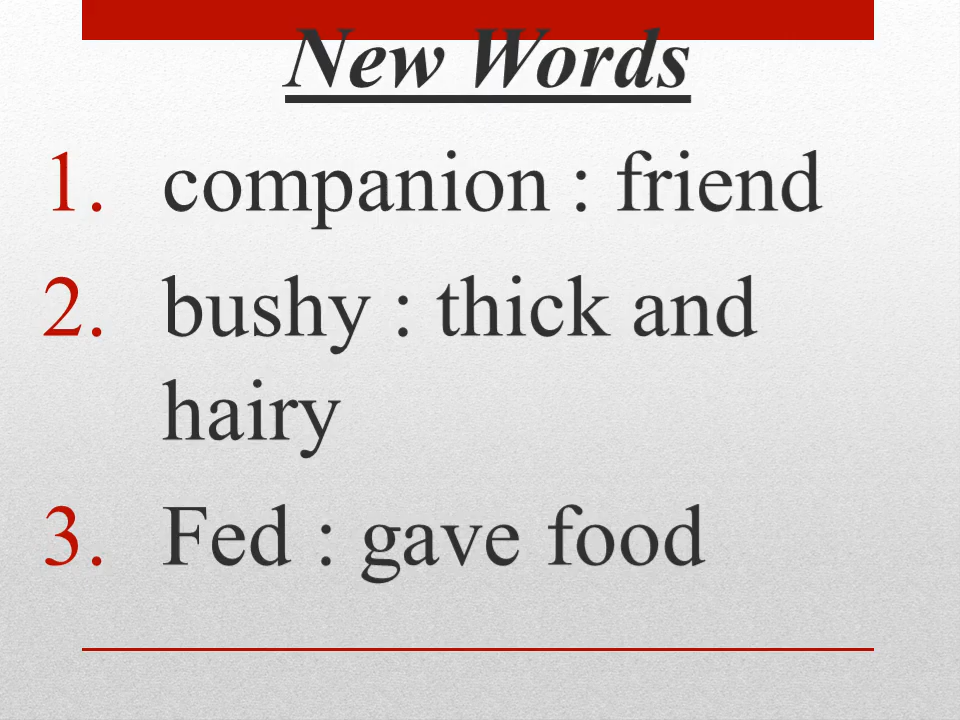 New Words
1. companion : friend
2. bushy : thick and
hairy
3. Fed : gave food